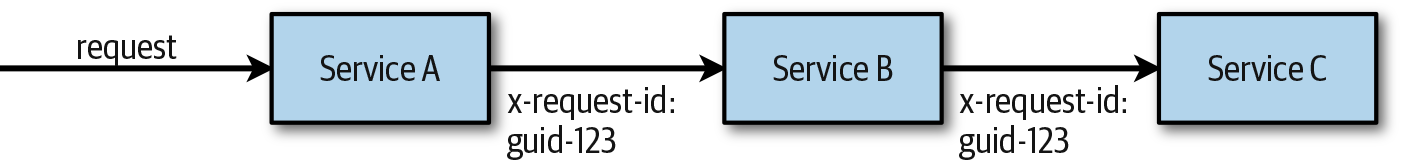 request
Service A
x-request-id:
guid-123
Service B
x-request-id:
guid-123
Service C